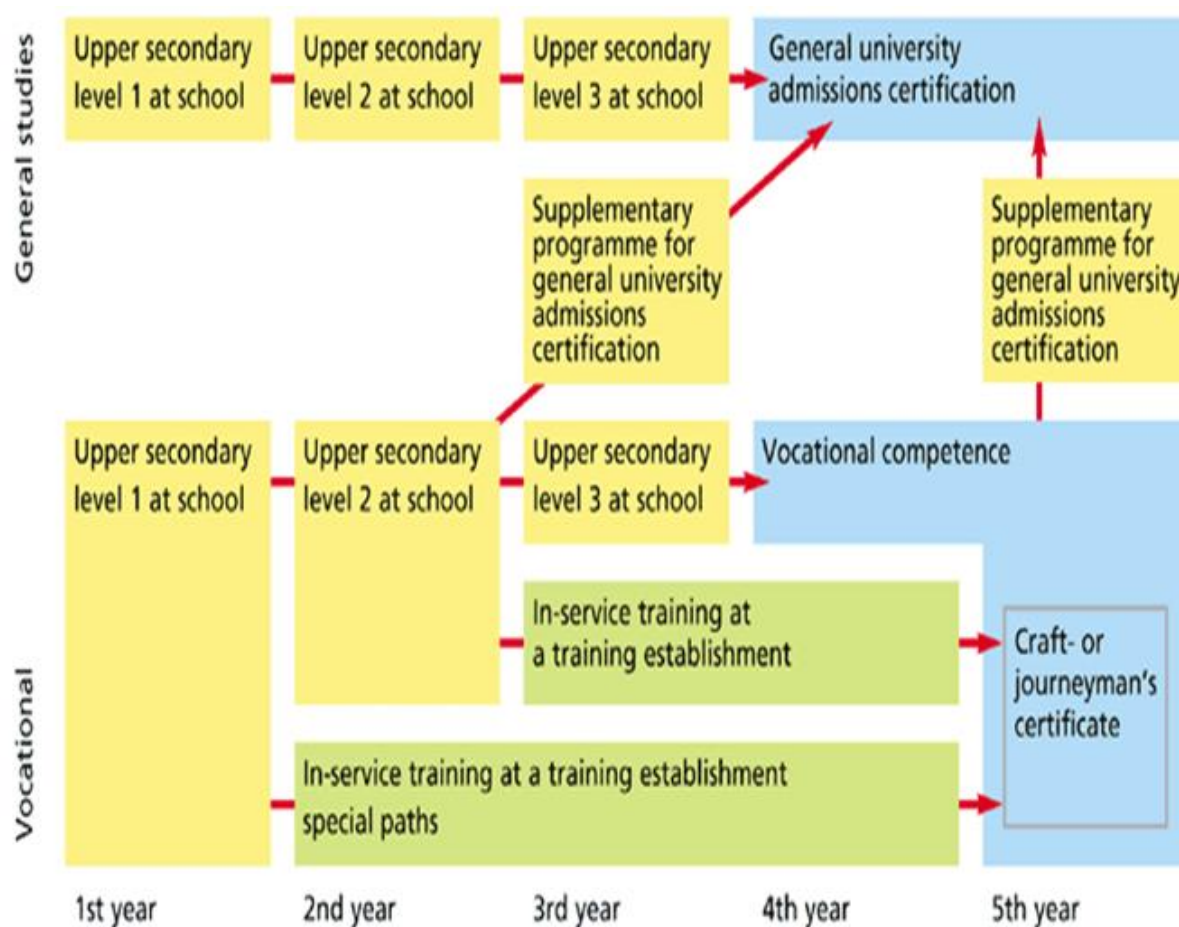 General studies
Upper secondary
level 1 at school
Upper secondary
level 2 at school
Upper secondary
level 3 at school
General university
admissions certification
Supplementary
programme for
general university
admissions
certification
Supplementary
programme for
general university
admissions
certification
Vocational
Upper secondary
level 1 at school
Upper secondary
level 2 at school
Upper secondary
level 3 at school
Vocational competence
In-service training at
a training establishment
Craft- or
journeyman's
certificate
In-service training at a training establishment
special paths
1st year
2nd year
3rd year
4th year
5th year